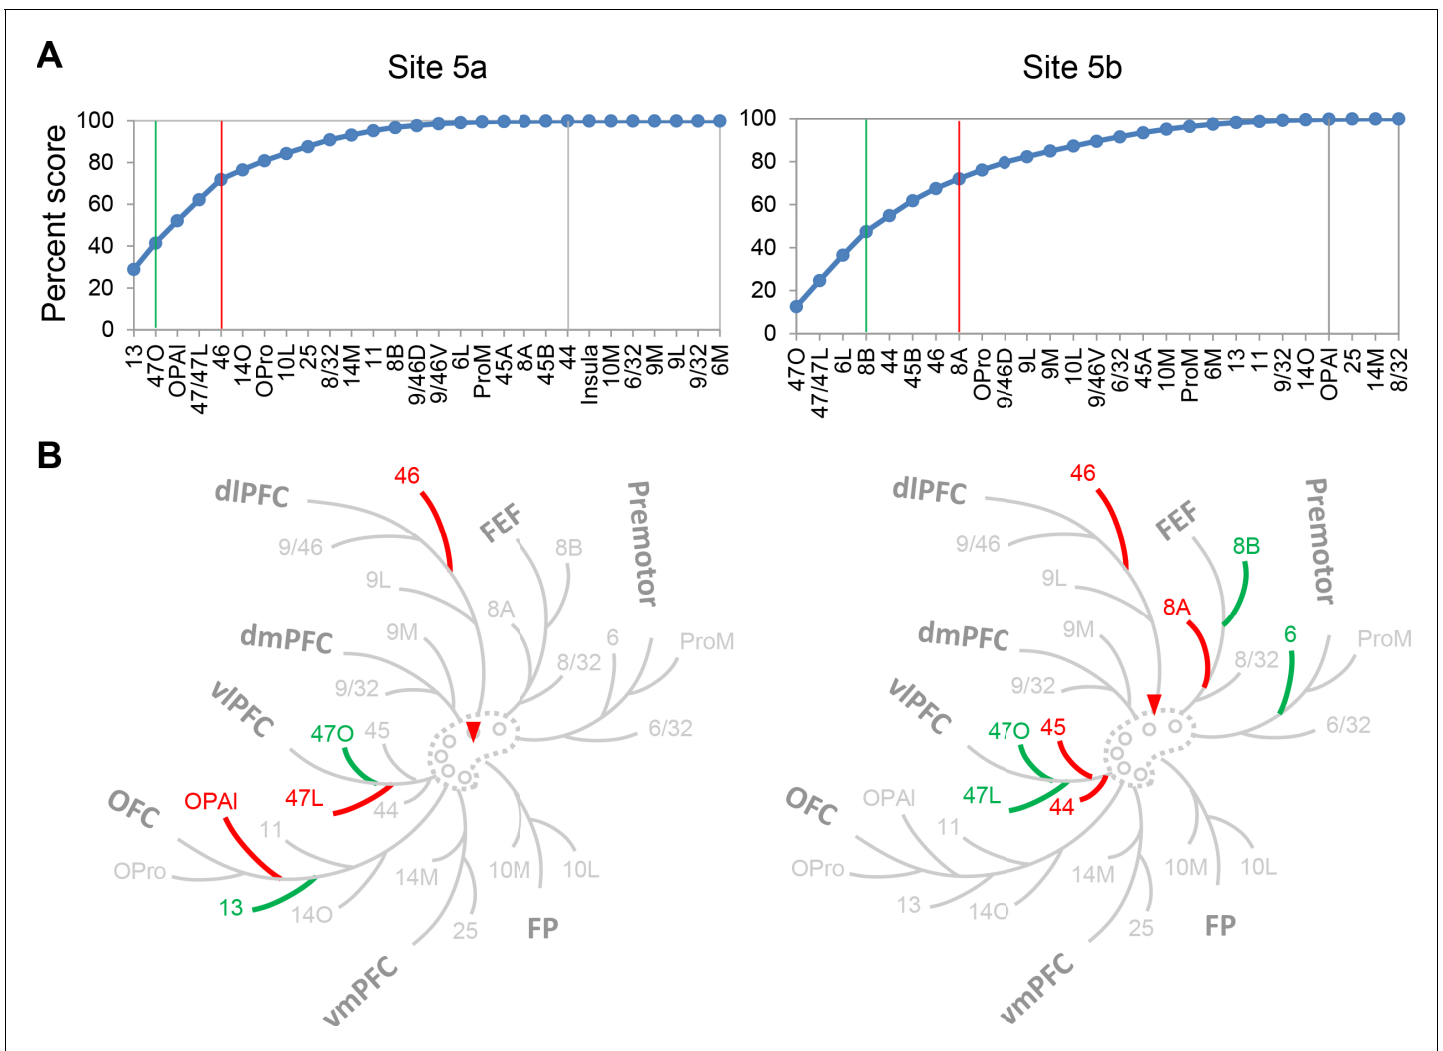 A
Site 5a
Site 5b
Percent score
100
80
60
40
20
0
13
47O
OPAl
47/47L
46
14O
OPro
10L
25
8/32
14M
11
8B
9/46D
9/46V
6L
ProM
45A
8A
45B
44
Insula
10M
6/32
9M
9L
9/32
6M
100
80
60
40
20
0
47O
47/47L
6L
8B
44
45B
46
8A
OPro
9/46D
9L
9M
10L
9/46V
6/32
45A
10M
ProM
6M
13
11
9/32
14O
OPAl
25
14M
8/32
B
dlPFC
46
9/46
9L
FEF
8B
8A
Premotor
6
ProM
8/32
6/32
dmPFC
9M
9/32
vlPFC
47O
45
47L
44
OFC
OPAl
11
OPro
13
14O
14M
25
vmPFC
10M
10L
FP
dlPFC
46
9/46
9L
FEF
8B
8A
Premotor
6
ProM
8/32
6/32
dmPFC
9M
9/32
vlPFC
47O
45
47L
44
OFC
OPAl
11
OPro
13
14O
14M
25
vmPFC
10M
10L
FP